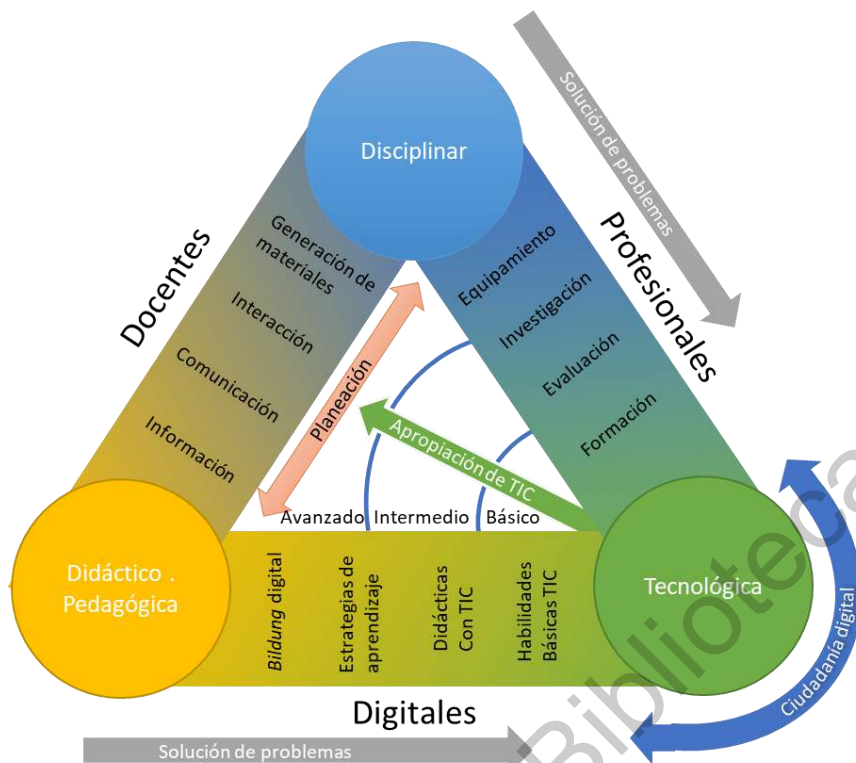 Disciplinar
Solución de problemas
Docentes
Profesionales
Generación de
materiales
Interacción
Comunicación
Información
Equipamiento
Investigación
Evaluación
Formación
Planeación
Apropiación de TIC
Avanzado
Intermedio
Básico
Didáctico .
Pedagógica
Tecnológica
Bildung digital
Estrategias de
aprendizaje
Didácticas
Con TIC
Habilidades
Básicas TIC
Ciudadanía digital
Digitales
Solución de problemas
Biblioteca